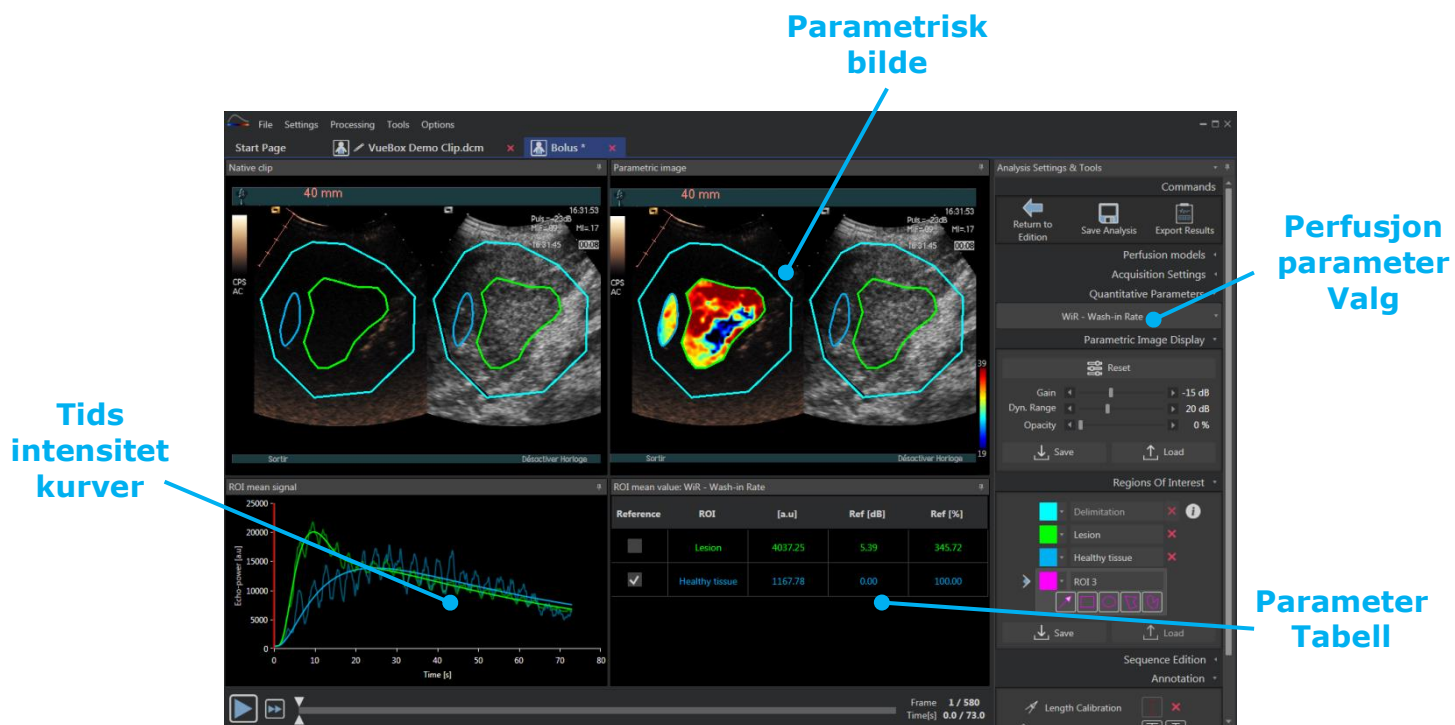 Parametrisk
bilde
File Settings Processing Tools Options
Start Page VueBox Demo Clip.dcm Bolus *
Native clip
Parametric image
Analysis Settings & Tools
40 mm
16:31:53
MI=.17
16:31:45 00:08
CPS
AC
Sortir Désactiver Horloge
40 mm
16:31:53
MI=.17
16:31:45 00:08
CPS
AC
39
19
Sortir Désactiver Horloge
Commands
Return to
Edition
Save Analysis
Export Results
Perfusion models
Acquisition Settings
Quantitative Parameters
WiR - Wash-in Rate
Parametric Image Display
Reset
Gain -15 dB
Dyn. Range 20 dB
Opacity 0 %
Save Load
Regions Of Interest
Delimitation
Lesion
Healthy tissue
ROI 3
Save Load
Sequence Edition
Annotation
Length Calibration
Perfusjon
parameter
Valg
Tids
intensitet
kurver
ROI mean signal
Echo-power [a.u]
25000
20000
15000
10000
5000
0
0 10 20 30 40 50 60 70 80
Time [s]
ROI mean value: WiR - Wash-in Rate
Reference ROI [a.u] Ref [dB] Ref [%]
Lesion 4037.25 5.39 345.72
Healthy tissue 1167.78 0.00 100.00
Parameter
Tabell
Frame 1 / 580
Time[s] 0.0 / 73.0